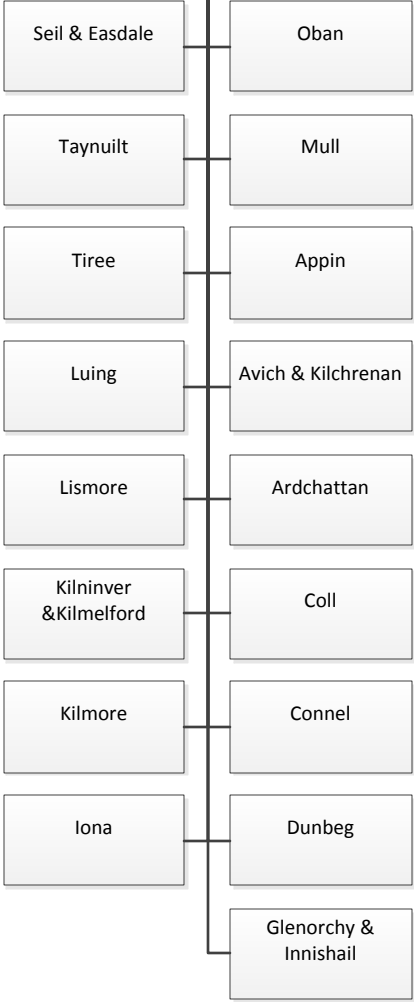 Seil & Easdale
Oban
Taynuilt
Mull
Tiree
Appin
Luing
Avich & Kilchrenan
Lismore
Ardchattan
Kilninver
&Kilmelford
Coll
Kilmore
Connel
Iona
Dunbeg
Glenorchy &
Innishail